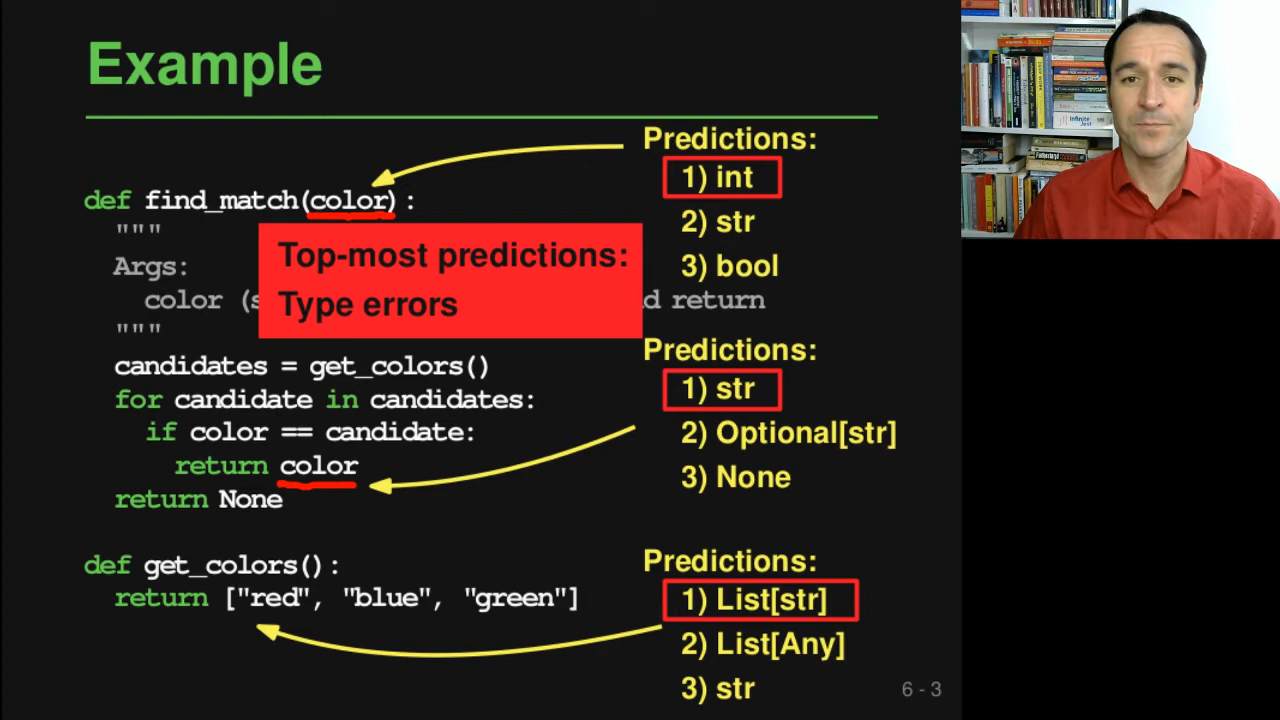 Example
Predictions:
1) int
2) str
3) bool
def find_match(color):
"""
Args:
color (s
d return
"""
Top-most predictions:
Type errors
candidates = get_colors()
for candidate in candidates:
if color == candidate:
return color
return None
Predictions:
1) str
2) Optional[str]
3) None
def get_colors():
return ["red", "blue", "green"]
Predictions:
1) List[str]
2) List[Any]
3) str
6 - 3
Infinite Jest